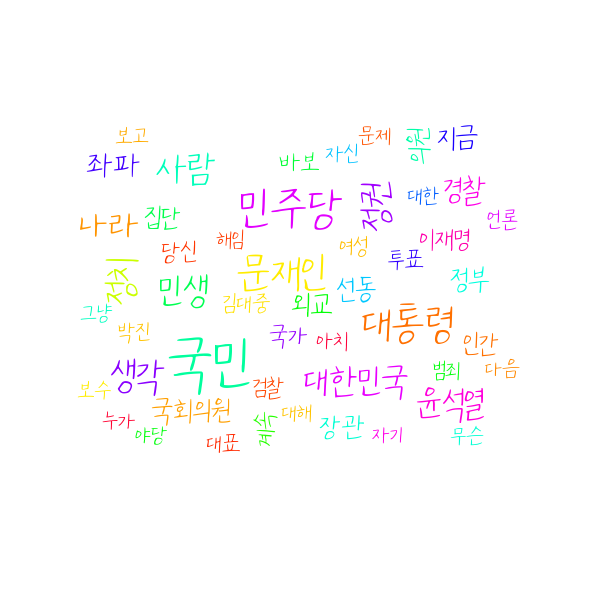 보고
문제
의원
지금
좌파
사람
바보
자신
민주당
정권
대한
경찰
나라
집단
언론
당신
해임
여성
투표
이재명
정치
민생
문재인
선동
정부
김대중
외교
그냥
박진
국가
아치
대통령
인간
생각
국민
검찰
대한민국
범죄
다음
보수
국회의원
대해
윤석열
누가
야당
대표
계속
장관
자기
무슨